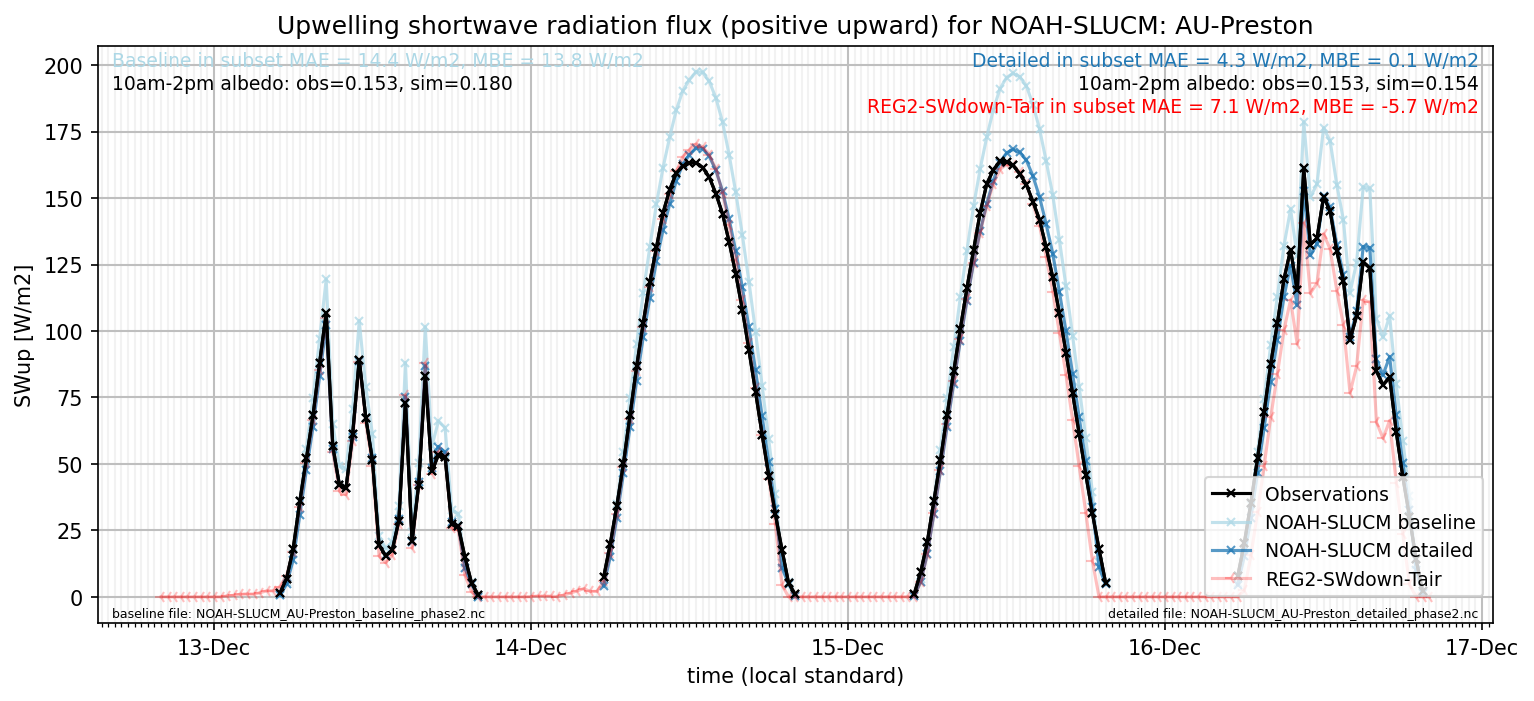 Upwelling shortwave radiation flux (positive upward) for NOAH-SLUCM: AU-Preston
Baseline in subset MAE = 14.4 W/m2, MBE = 13.8 W/m2
10am-2pm albedo: obs=0.153, sim=0.180
Detailed in subset MAE = 4.3 W/m2, MBE = 0.1 W/m2
10am-2pm albedo: obs=0.153, sim=0.154
REG2-SWdown-Tair in subset MAE = 7.1 W/m2, MBE = -5.7 W/m2
SWup [W/m2]
200
175
150
125
100
75
50
25
0
Observations
NOAH-SLUCM baseline
NOAH-SLUCM detailed
REG2-SWdown-Tair
baseline file: NOAH-SLUCM_AU-Preston_baseline_phase2.nc
detailed file: NOAH-SLUCM_AU-Preston_detailed_phase2.nc
13-Dec
14-Dec
15-Dec
16-Dec
17-Dec
time (local standard)